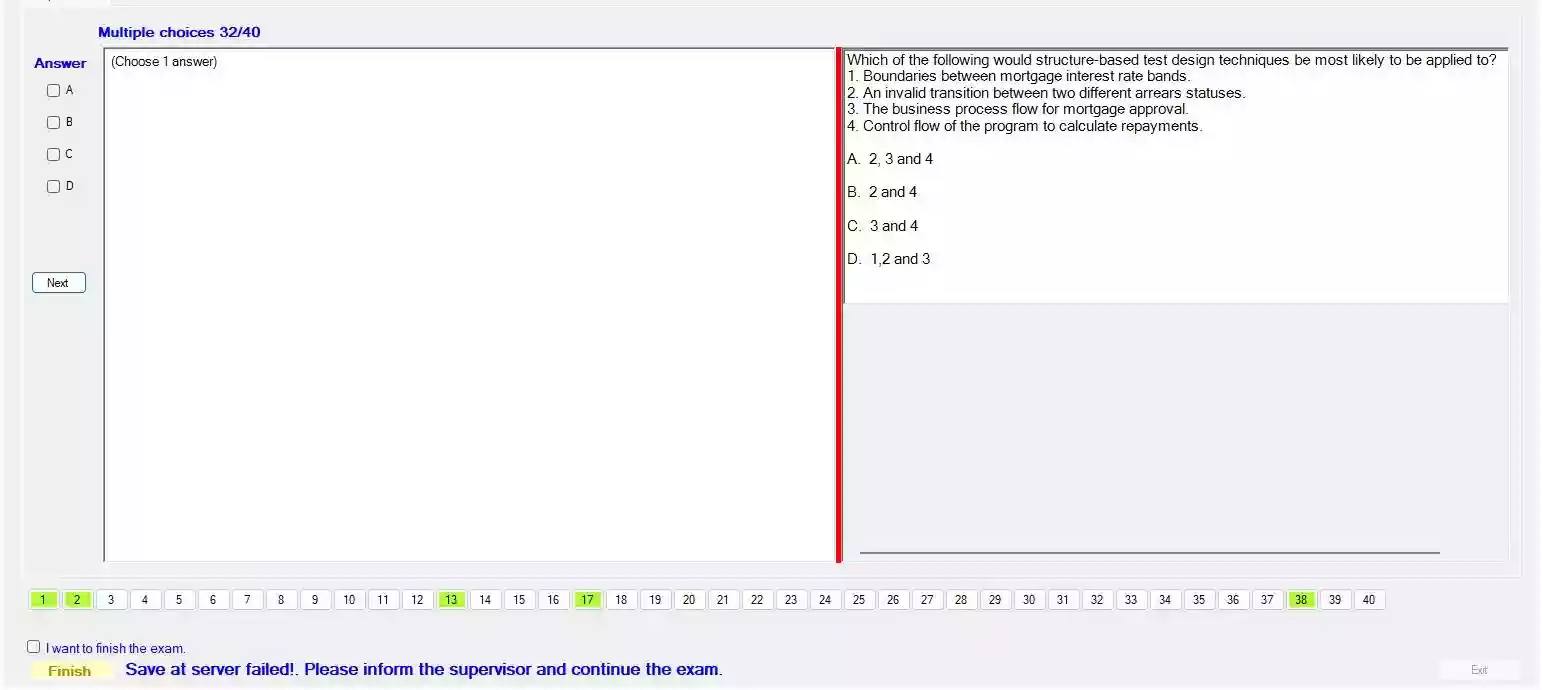 Multiple choices 32/40
Answer
(Choose 1 answer)
A
B
C
D
Next
Which of the following would structure-based test design techniques be most likely to be applied to?
1. Boundaries between mortgage interest rate bands.
2. An invalid transition between two different arrears statuses.
3. The business process flow for mortgage approval.
4. Control flow of the program to calculate repayments.
A. 2, 3 and 4
B. 2 and 4
C. 3 and 4
D. 1,2 and 3
1 2 3 4 5 6 7 8 9 10 11 12 13 14 15 16 17 18 19 20 21 22 23 24 25 26 27 28 29 30 31 32 33 34 35 36 37 38 39 40
I want to finish the exam.
Finish Save at server failed!. Please inform the supervisor and continue the exam.
Exit